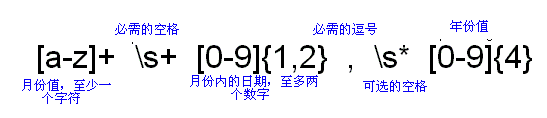 必需的空格 必需的逗号 年份值
[a-z]+ \s+ [0-9]{1,2} , \s* [0-9]{4}
月份值，至少一个字符 月份内的日期，至多两个数字 可选的空格